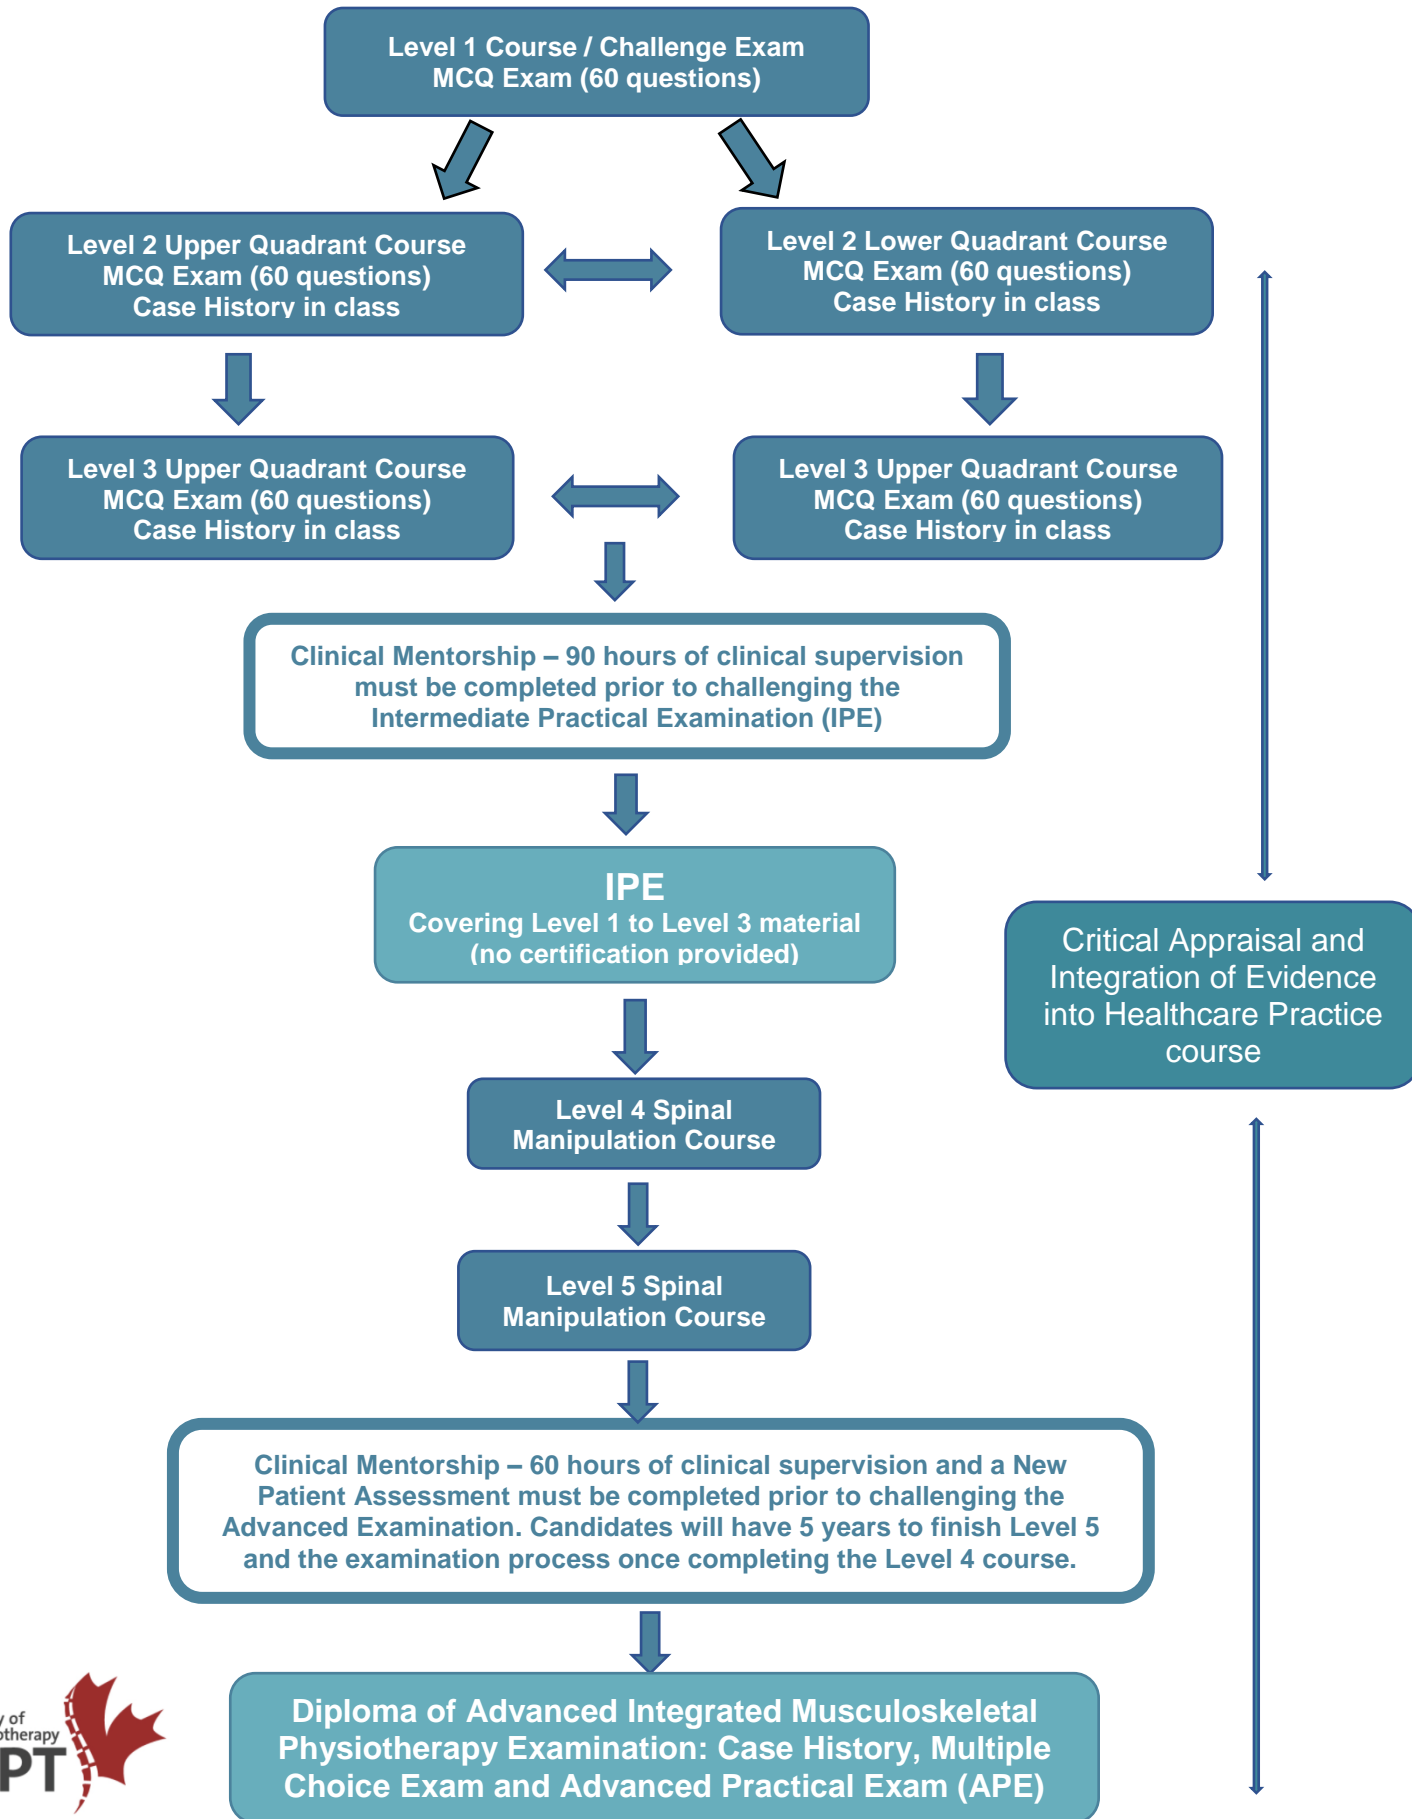 Level 1 Course / Challenge Exam
MCQ Exam (60 questions)
Level 2 Upper Quadrant Course
MCQ Exam (60 questions)
Case History in class
Level 2 Lower Quadrant Course
MCQ Exam (60 questions)
Case History in class
Level 3 Upper Quadrant Course
MCQ Exam (60 questions)
Case History in class
Level 3 Upper Quadrant Course
MCQ Exam (60 questions)
Case History in class
Clinical Mentorship – 90 hours of clinical supervision
must be completed prior to challenging the
Intermediate Practical Examination (IPE)
IPE
Covering Level 1 to Level 3 material
(no certification provided)
Critical Appraisal and
Integration of Evidence
into Healthcare Practice
course
Level 4 Spinal
Manipulation Course
Level 5 Spinal
Manipulation Course
Clinical Mentorship – 60 hours of clinical supervision and a New
Patient Assessment must be completed prior to challenging the
Advanced Examination. Candidates will have 5 years to finish Level 5
and the examination process once completing the Level 4 course.
Diploma of Advanced Integrated Musculoskeletal
Physiotherapy Examination: Case History, Multiple
Choice Exam and Advanced Practical Exam (APE)
y of
otherapy
PT